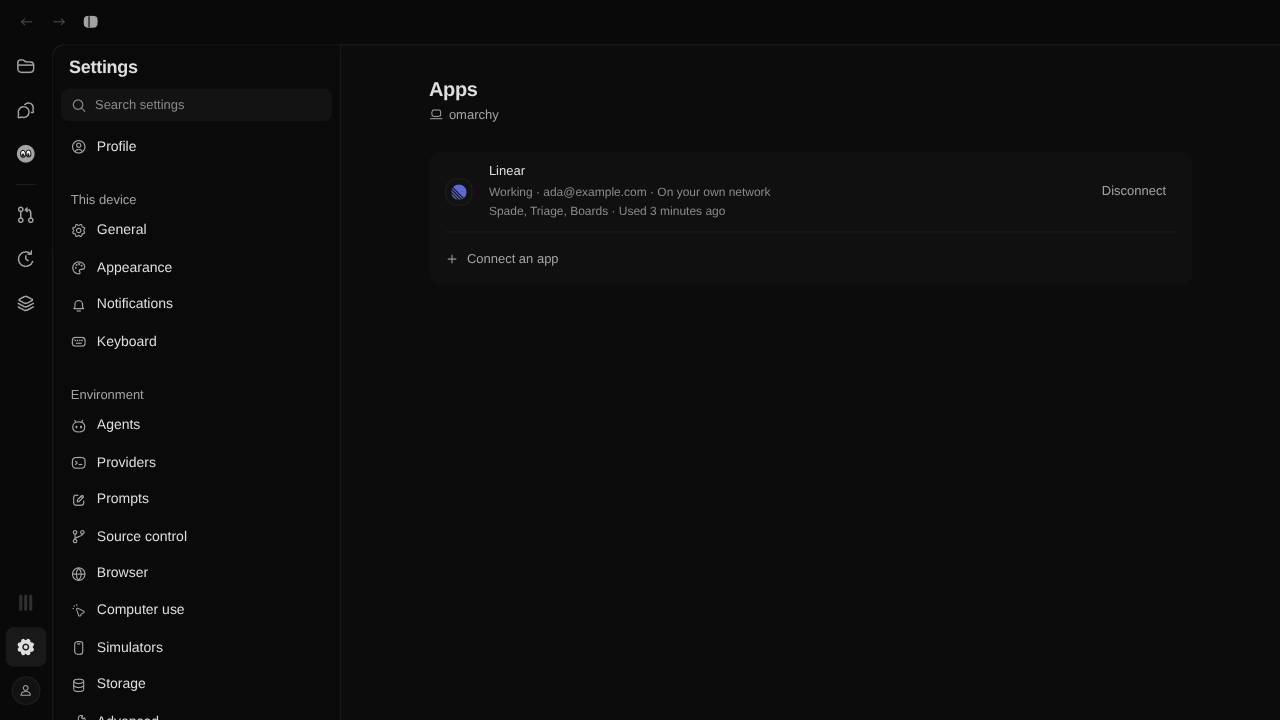 Settings
Search settings
Profile
This device
General
Appearance
Notifications
Keyboard
Environment
Agents
Providers
Prompts
Source control
Browser
Computer use
Simulators
Storage
Advanced
Apps
omarchy
Linear
Working · ada@example.com · On your own network
Spade, Triage, Boards · Used 3 minutes ago
Disconnect
Connect an app